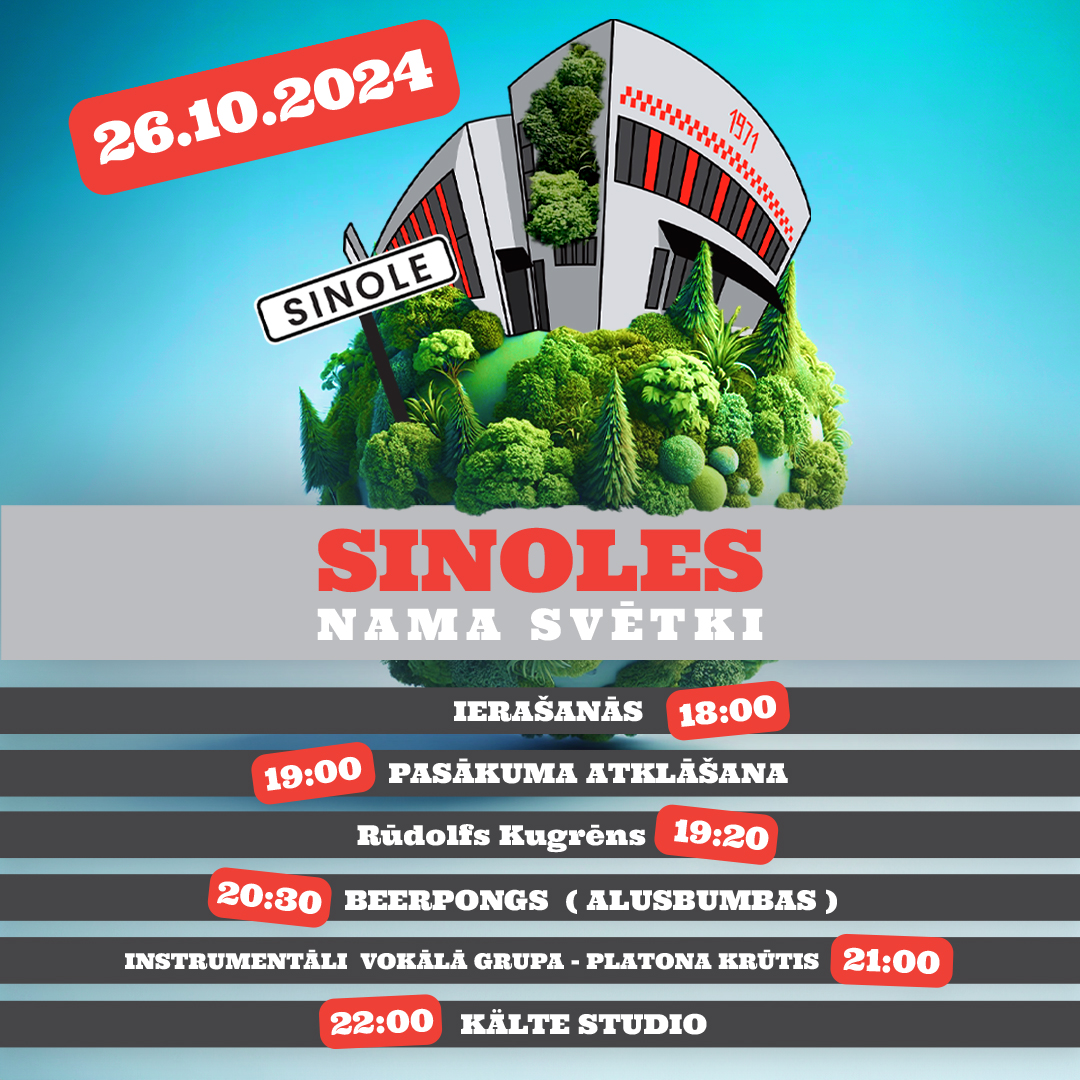 26.10.2024
1971
SINOLE
SINOLES
NAMA SVĒTKI
IERAŠANĀS 18:00
19:00 PASĀKUMA ATKLĀŠANA
Rūdolfs Kugrēns 19:20
20:30 BEERPONGS ( ALUSBUMBAS )
INSTRUMENTĀLI VOKĀLĀ GRUPA - PLATONA KRŪTIS 21:00
22:00 KÄLTE STUDIO